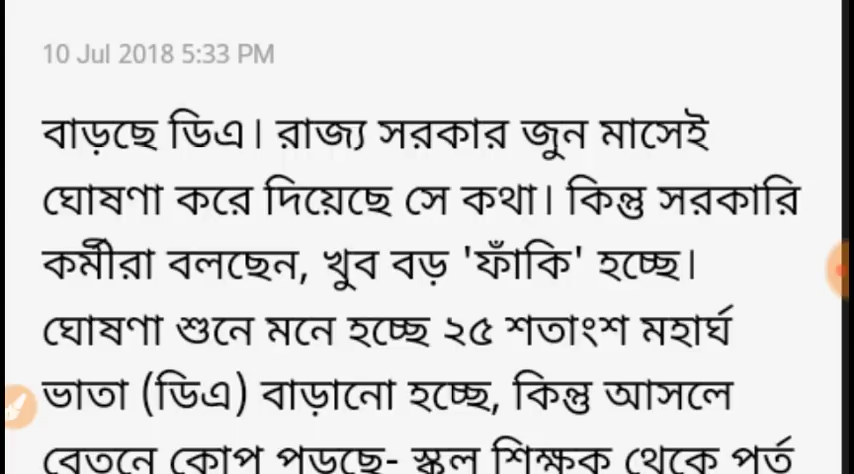 10 Jul 2018 5:33 PM
বাড়ছে ডিএ। রাজ্য সরকার জুন মাসেই
ঘোষণা করে দিয়েছে সে কথা। কিন্তু সরকারি
কর্মীরা বলছেন, খুব বড় 'ফাঁকি' হচ্ছে।
ঘোষণা শুনে মনে হচ্ছে ২৫ শতাংশ মহার্ঘ
ভাতা (ডিএ) বাড়ানো হচ্ছে, কিন্তু আসলে
বেতনে কোপ পড়ছে- স্কুল শিক্ষক থেকে পূর্ত